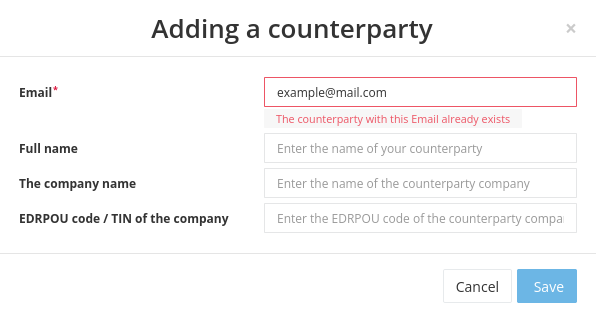 Adding a counterparty
×
Email*
example@mail.com
The counterparty with this Email already exists
Full name
Enter the name of your counterparty
The company name
Enter the name of the counterparty company
EDRPOU code / TIN of the company
Enter the EDRPOU code of the counterparty compa
Cancel
Save